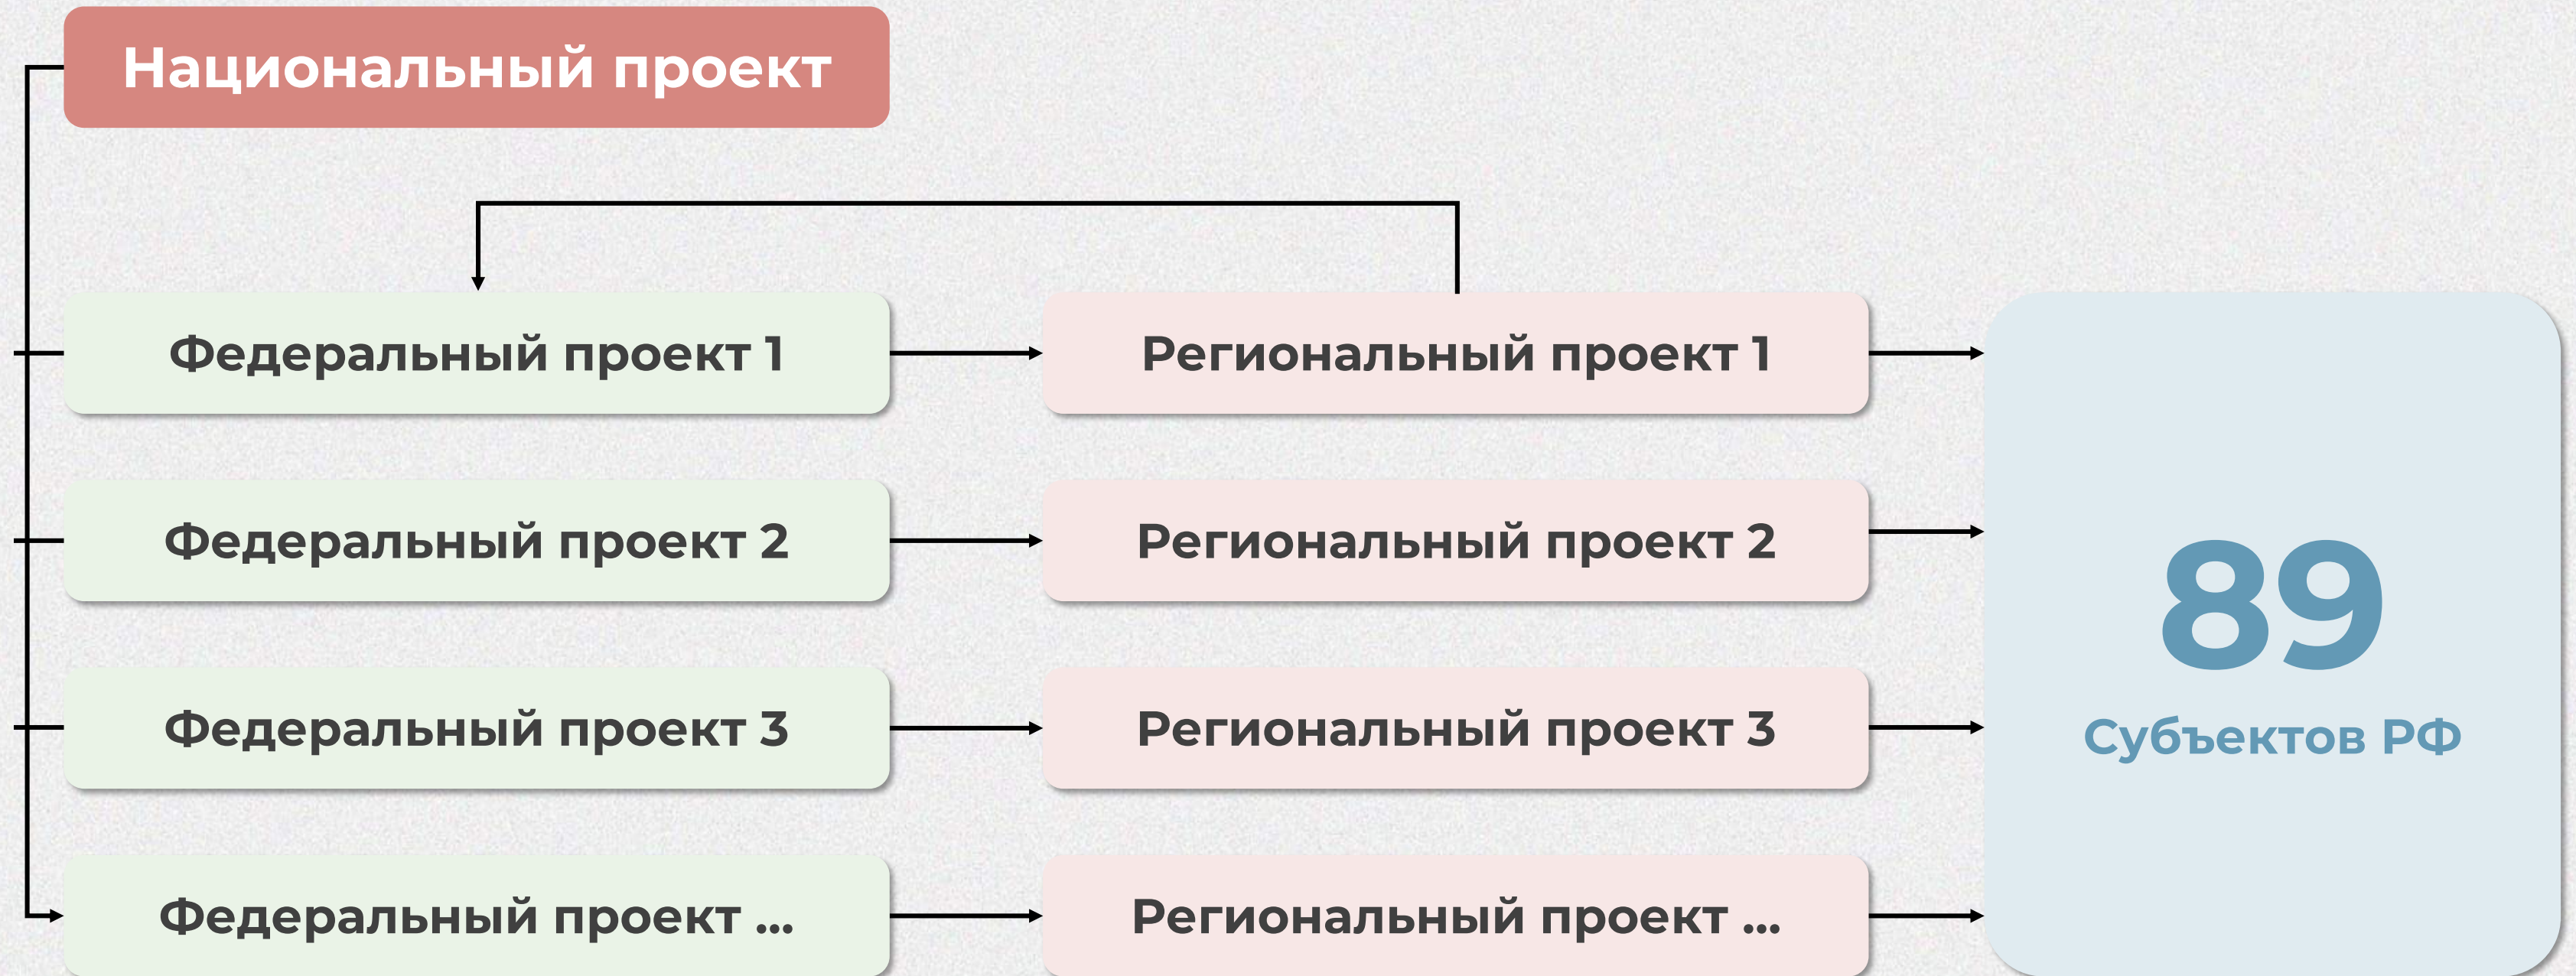 Национальный проект
Федеральный проект 1
Региональный проект 1
Федеральный проект 2
Региональный проект 2
Федеральный проект 3
Региональный проект 3
Федеральный проект ...
Региональный проект ...
89
Субъектов РФ